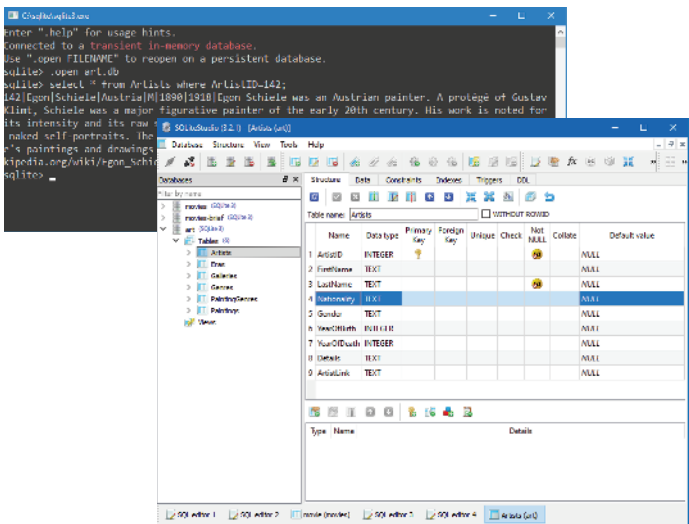 C:\sqlite\sqlite3.exe
Enter ".help" for usage hints.
Connected to a transient in-memory database.
Use ".open FILENAME" to reopen on a persistent database.
sqlite> .open art.db
sqlite> select * from Artists where ArtistID=142;
142|Egon|Schiele|Austria|M|1890|1918|Egon Schiele was an Austrian painter. A protégé of Gustav
Klimt, Schiele was a major figurative painter of the early 20th century. His work is noted for
its intensity and its raw
naked self-portraits. The
e's paintings and drawings
kipedia.org/wiki/Egon_Schie
sqlite>
SQLiteStudio (3.2.1) [Artists (art)]
Database Structure View Tools Help
Databases
Filter by name
movies (SQLite 3)
movies-brief (SQLite 3)
art (SQLite 3)
Tables (6)
Artists
Eras
Galleries
Genres
PaintingGenres
Paintings
Views
Structure Data Constraints Indexes Triggers DDL
Table name: Artists WITHOUT ROWID
Name Data type Primary Key Foreign Key Unique Check Not NULL Collate Default value
1 ArtistID INTEGER NULL
2 FirstName TEXT NULL
3 LastName TEXT NULL
4 Nationality TEXT NULL
5 Gender TEXT NULL
6 YearOfBirth INTEGER NULL
7 YearOfDeath INTEGER NULL
8 Details TEXT NULL
9 ArtistLink TEXT NULL
Type Name Details
SQL editor 1 SQL editor 2 movie (movies) SQL editor 3 SQL editor 4 Artists (art)